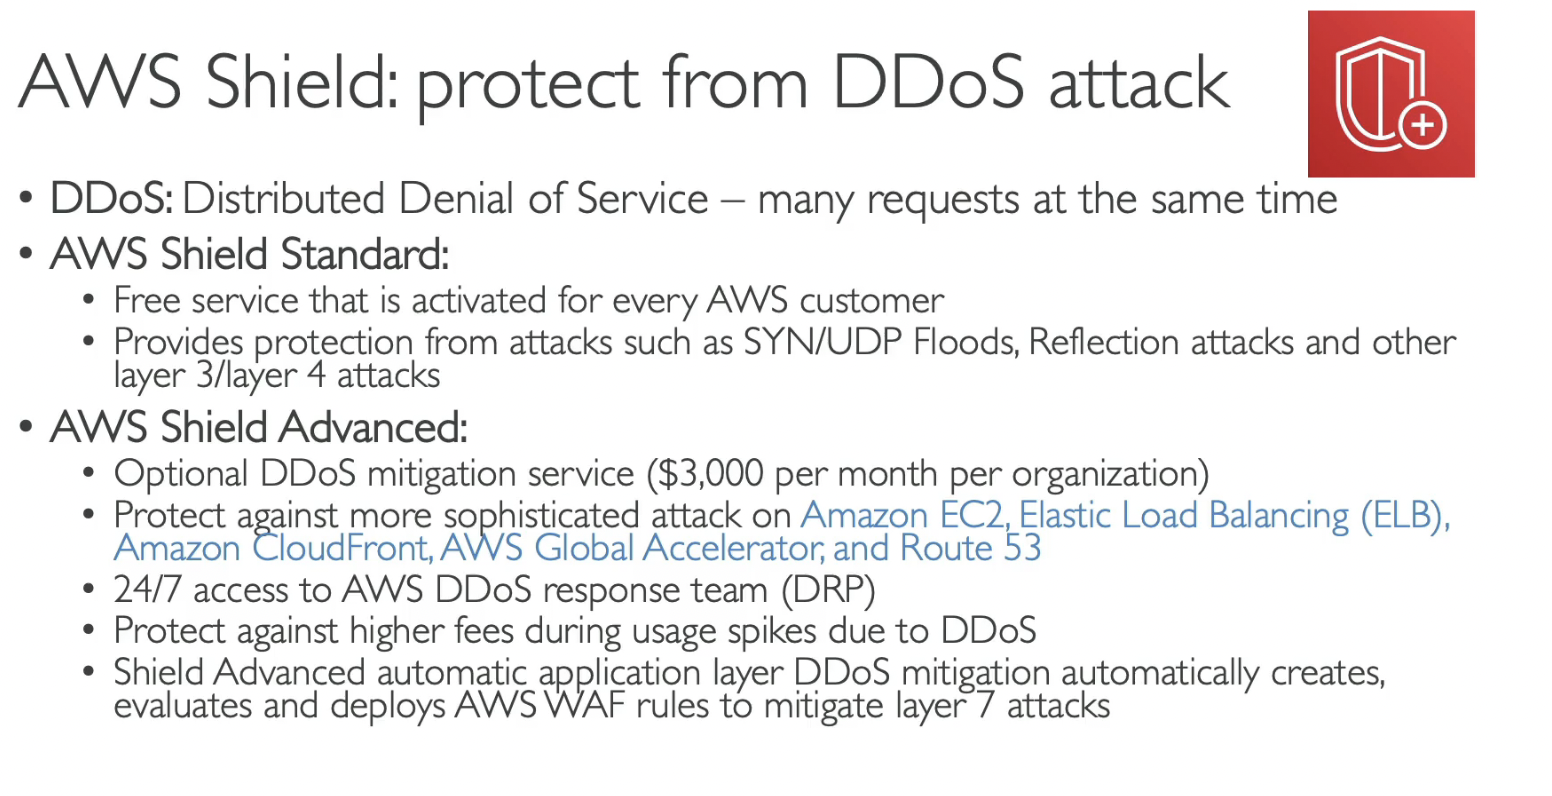 AWS Shield: protect from DDoS attack
• DDoS: Distributed Denial of Service – many requests at the same time
• AWS Shield Standard:
• Free service that is activated for every AWS customer
• Provides protection from attacks such as SYN/UDP Floods, Reflection attacks and other
layer 3/layer 4 attacks
• AWS Shield Advanced:
• Optional DDoS mitigation service ($3,000 per month per organization)
• Protect against more sophisticated attack on Amazon EC2, Elastic Load Balancing (ELB),
Amazon CloudFront, AWS Global Accelerator, and Route 53
• 24/7 access to AWS DDoS response team (DRP)
• Protect against higher fees during usage spikes due to DDoS
• Shield Advanced automatic application layer DDoS mitigation automatically creates,
evaluates and deploys AWS WAF rules to mitigate layer 7 attacks